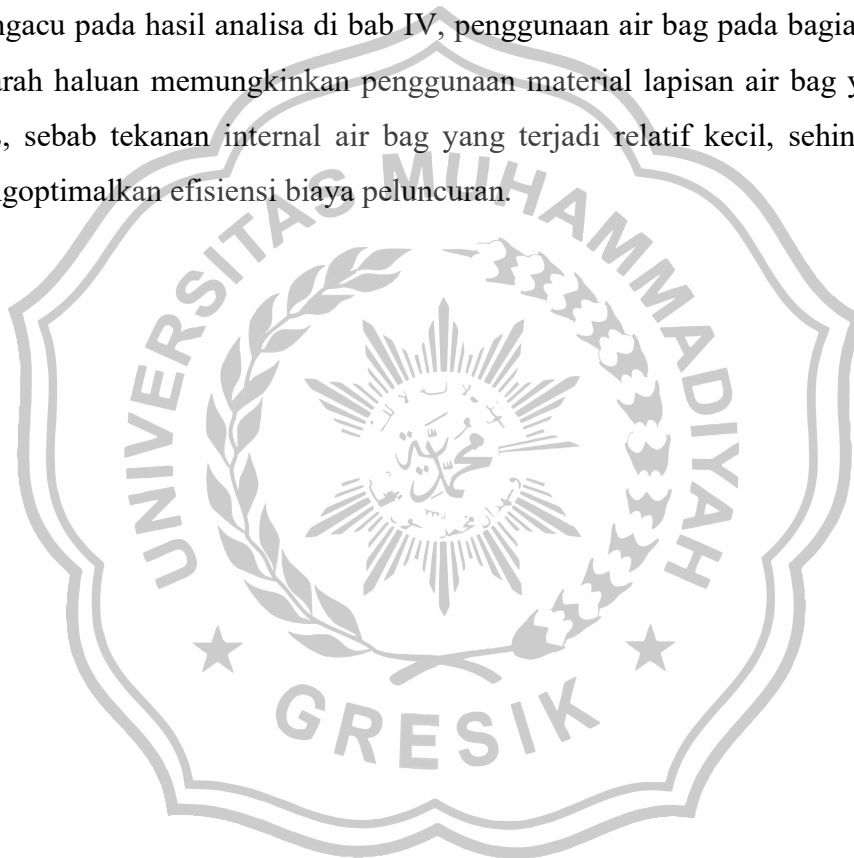 ngacu pada hasil analisa di bab IV, penggunaan air bag pada bagia
arah haluan memungkinkan penggunaan material lapisan air bag y
, sebab tekanan internal air bag yang terjadi relatif kecil, sehin
ngoptimalkan efisiensi biaya peluncuran.
UNIVERSITAS MUHAMMADIYAH
محمد
GRESIK